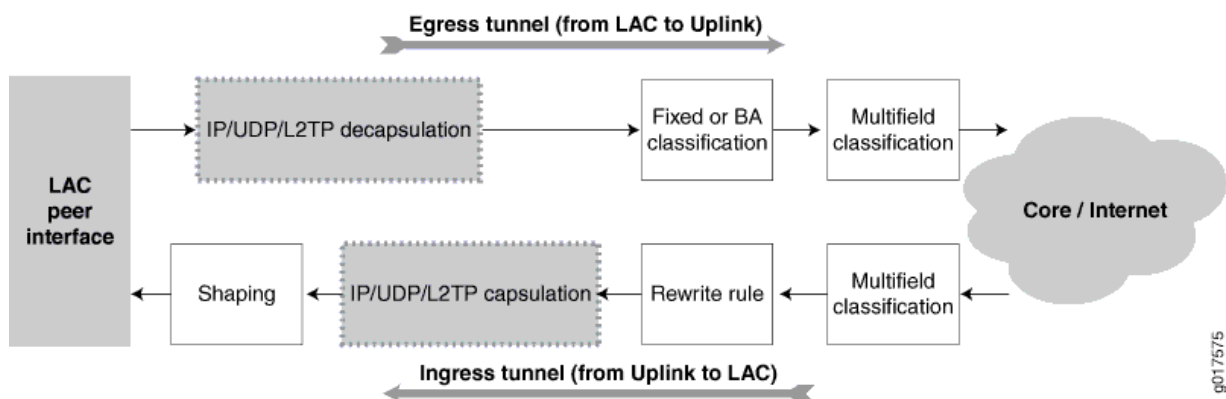 Egress tunnel (from LAC to Uplink)
LAC
peer
interface
IP/UDP/L2TP decapsulation
Fixed or BA
classification
Multifield
classification
Core / Internet
Shaping
IP/UDP/L2TP capsulation
Rewrite rule
Multifield
classification
Ingress tunnel (from Uplink to LAC)
g017575